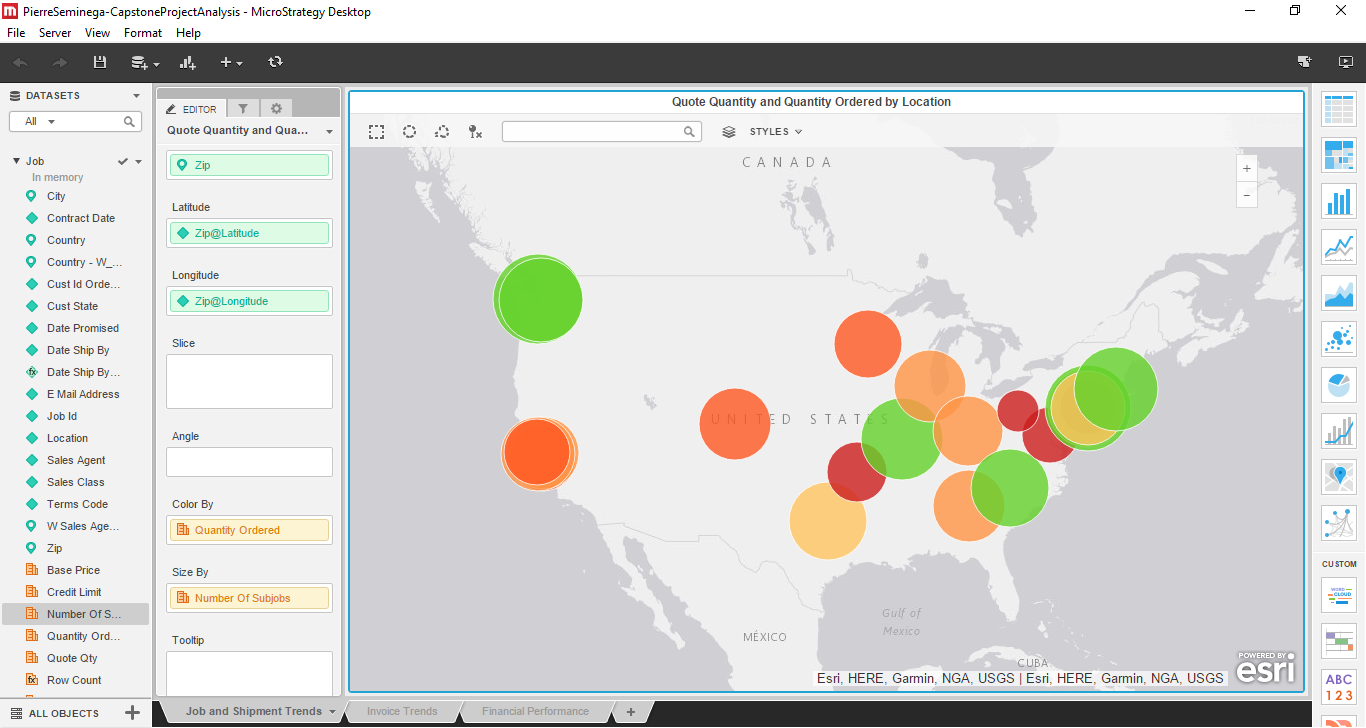 PierreSeminega-CapstoneProjectAnalysis - MicroStrategy Desktop
File Server View Format Help
DATASETS
All
Job
In memory
City
Contract Date
Country
Country - W_...
Cust Id Orde...
Cust State
Date Promised
Date Ship By
Date Ship By...
E Mail Address
Job Id
Location
Sales Agent
Sales Class
Terms Code
W Sales Age...
Zip
Base Price
Credit Limit
Number Of S...
Quantity Ord...
Quote Qty
Row Count
ALL OBJECTS
EDITOR
Quote Quantity and Qua...
Zip
Latitude
Zip@Latitude
Longitude
Zip@Longitude
Slice
Angle
Color By
Quantity Ordered
Size By
Number Of Subjobs
Tooltip
Quote Quantity and Quantity Ordered by Location
STYLES
CANADA
UNITED STATES
Gulf of
Mexico
MÉXICO
CUBA
POWERED BY
esri
Esri, HERE, Garmin, NGA, USGS | Esri, HERE, Garmin, NGA, USGS
Job and Shipment Trends
Invoice Trends
Financial Performance
CUSTOM
WORD
CLOUD
ABC
123